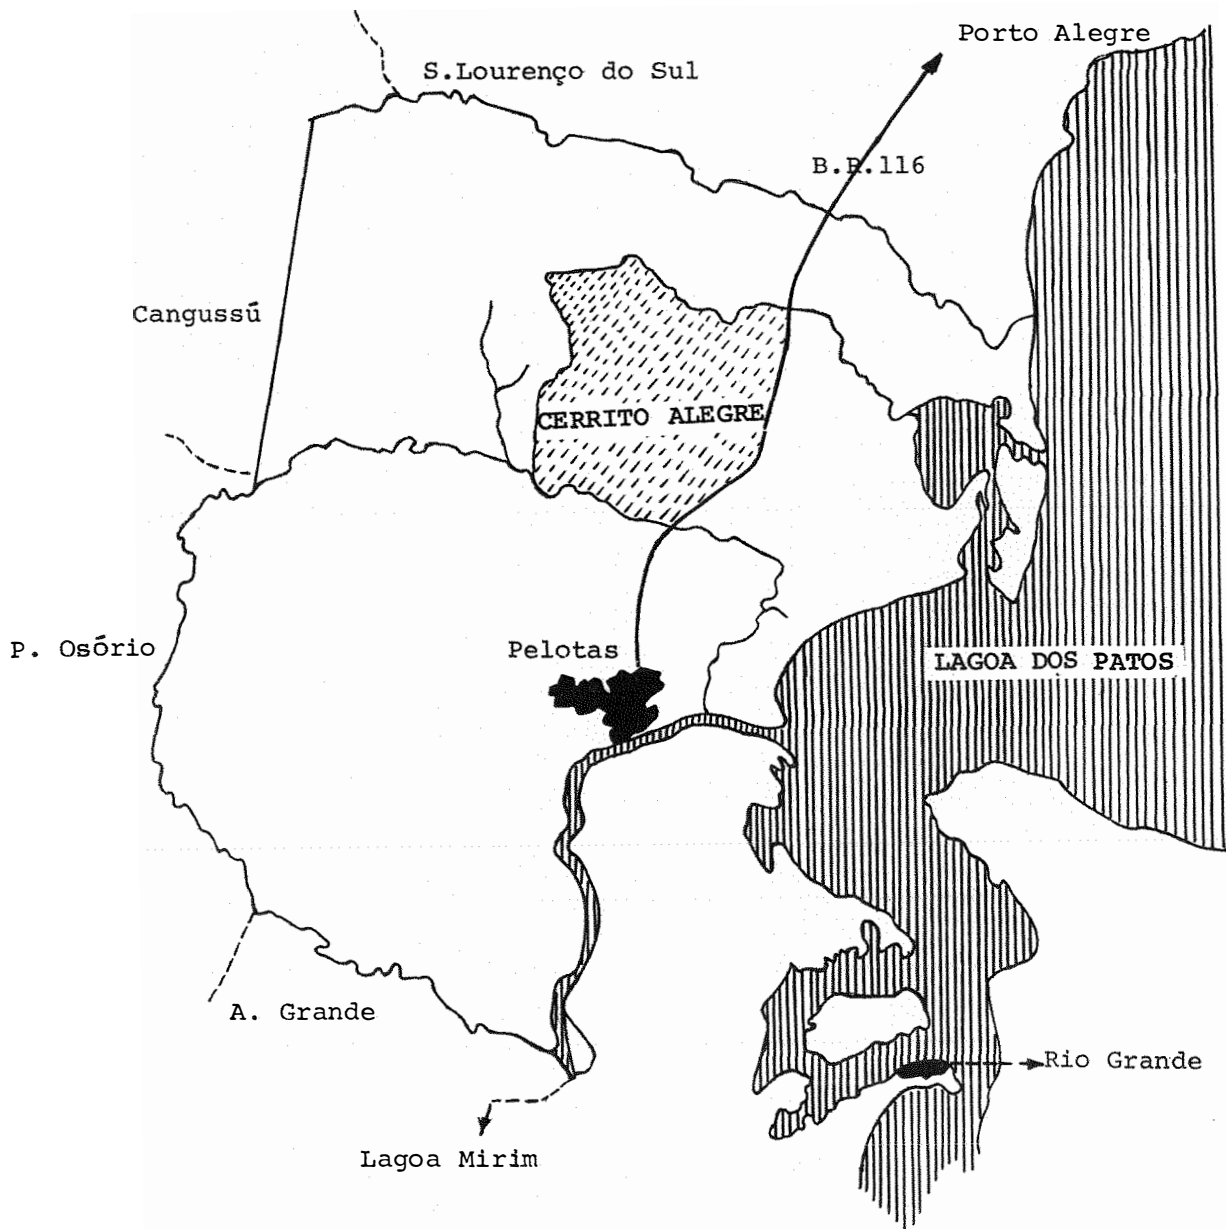 Porto Alegre
S.Lourenço do Sul
B.R.116
Cangussú
CERRITO ALEGRE
P. Osório
Pelotas
LAGOA DOS PATOS
A. Grande
Rio Grande
Lagoa Mirim